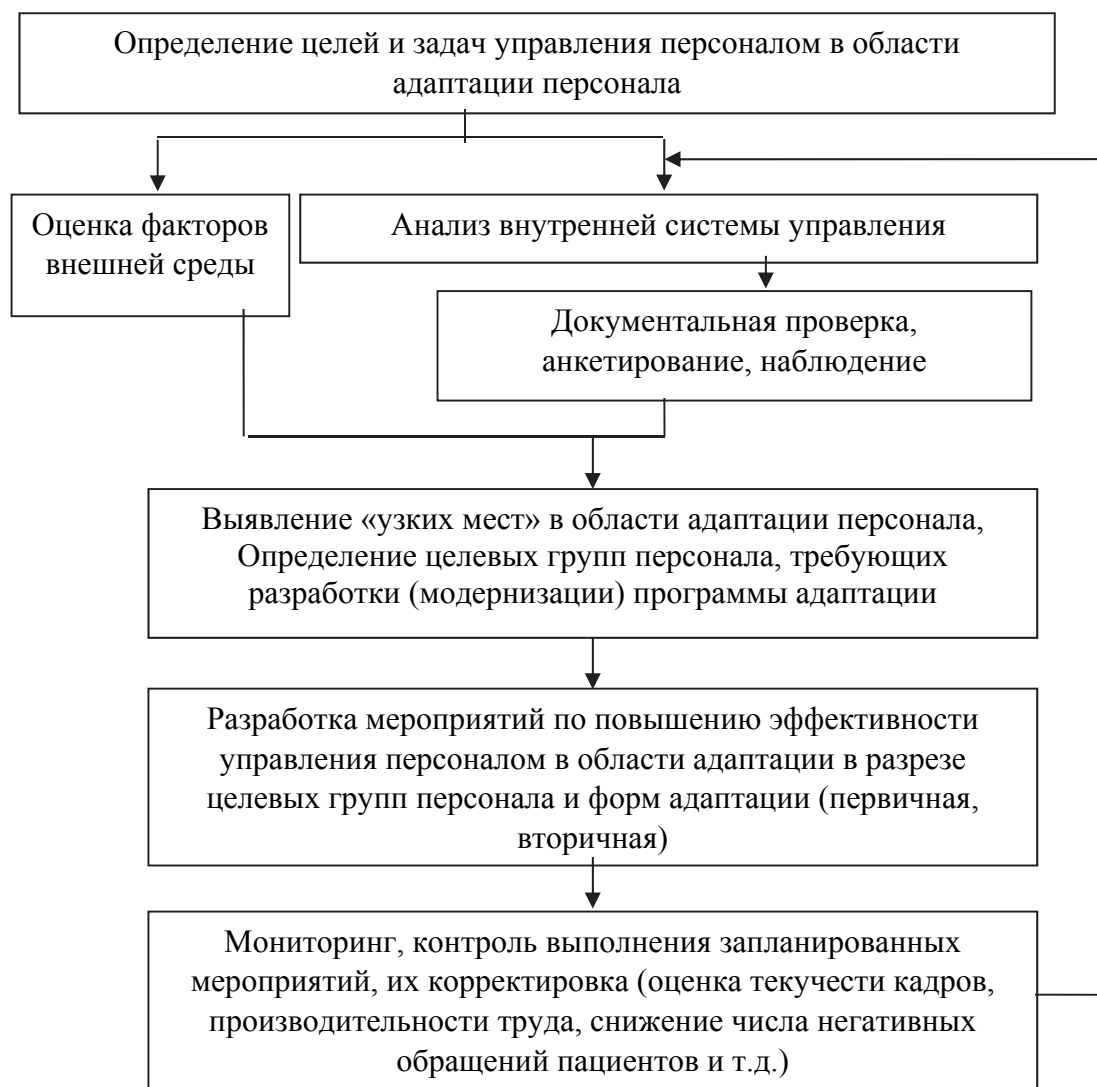 Определение целей и задач управления персоналом в области
адаптации персонала
Оценка факторов
внешней среды
Анализ внутренней системы управления
Документальная проверка,
анкетирование, наблюдение
Выявление «узких мест» в области адаптации персонала,
Определение целевых групп персонала, требующих
разработки (модернизации) программы адаптации
Разработка мероприятий по повышению эффективности
управления персоналом в области адаптации в разрезе
целевых групп персонала и форм адаптации (первичная,
вторичная)
Мониторинг, контроль выполнения запланированных
мероприятий, их корректировка (оценка текучести кадров,
производительности труда, снижение числа негативных
обращений пациентов и т.д.)